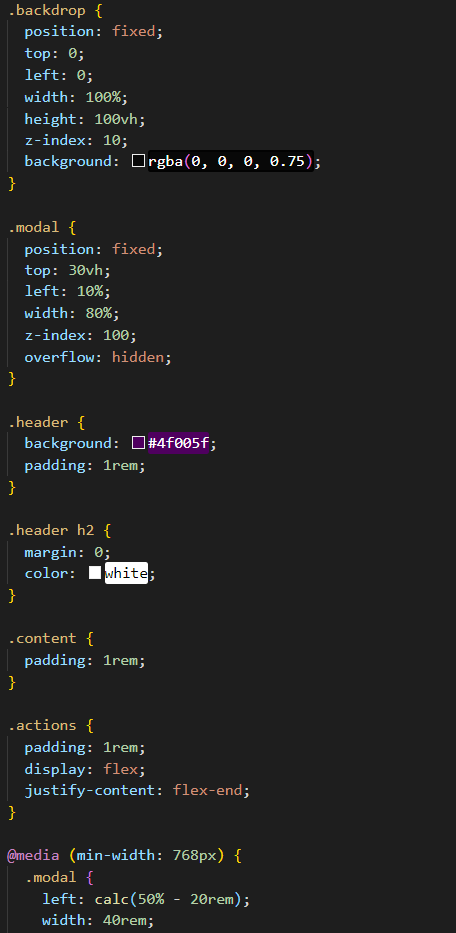 .backdrop {
  position: fixed;
  top: 0;
  left: 0;
  width: 100%;
  height: 100vh;
  z-index: 10;
  background: rgba(0, 0, 0, 0.75);
}

.modal {
  position: fixed;
  top: 30vh;
  left: 10%;
  width: 80%;
  z-index: 100;
  overflow: hidden;
}

.header {
  background: #4f005f;
  padding: 1rem;
}

.header h2 {
  margin: 0;
  color: white;
}

.content {
  padding: 1rem;
}

.actions {
  padding: 1rem;
  display: flex;
  justify-content: flex-end;
}

@media (min-width: 768px) {
  .modal {
    left: calc(50% - 20rem);
    width: 40rem;